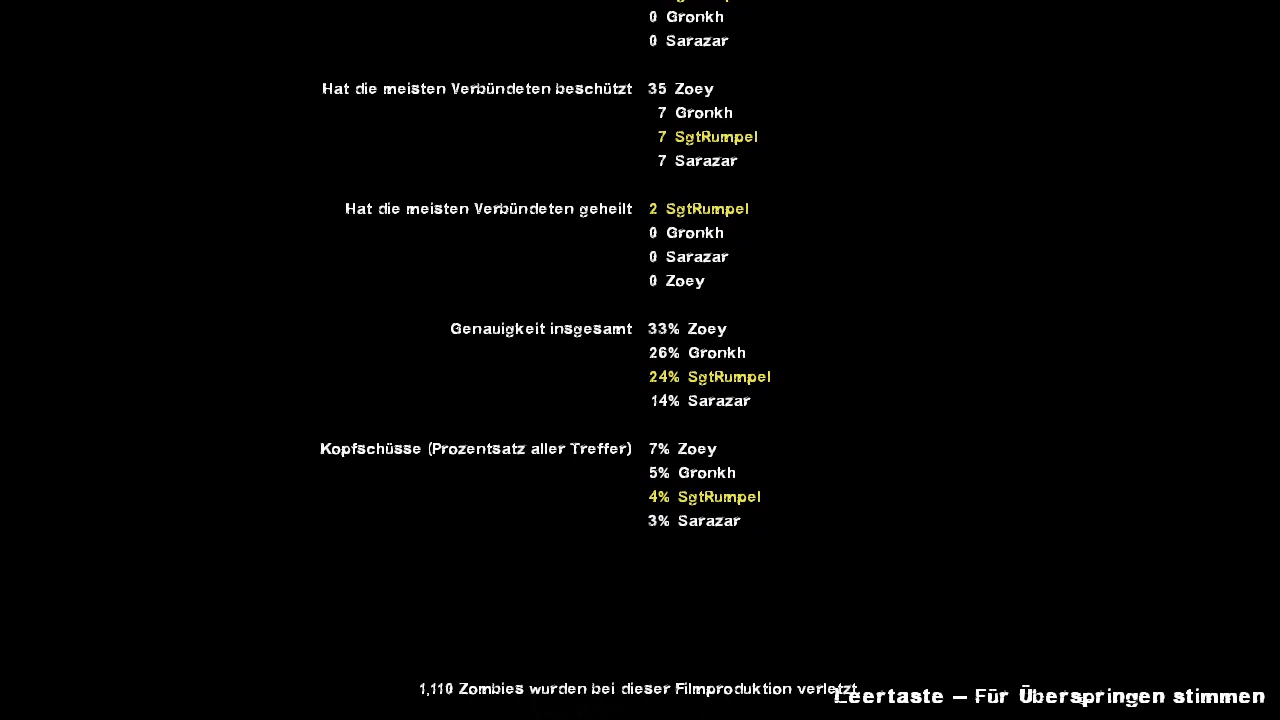 0 Gronkh
0 Sarazar
Hat die meisten Verbündeten beschützt 35 Zoey
7 Gronkh
7 SgtRumpel
7 Sarazar
Hat die meisten Verbündeten geheilt 2 SgtRumpel
0 Gronkh
0 Sarazar
0 Zoey
Genauigkeit insgesamt 33% Zoey
26% Gronkh
24% SgtRumpel
14% Sarazar
Kopfschüsse (Prozentsatz aller Treffer) 7% Zoey
5% Gronkh
4% SgtRumpel
3% Sarazar
1,110 Zombies wurden bei dieser Filmproduktion verletzt.
Leertaste – Für Überspringen stimmen